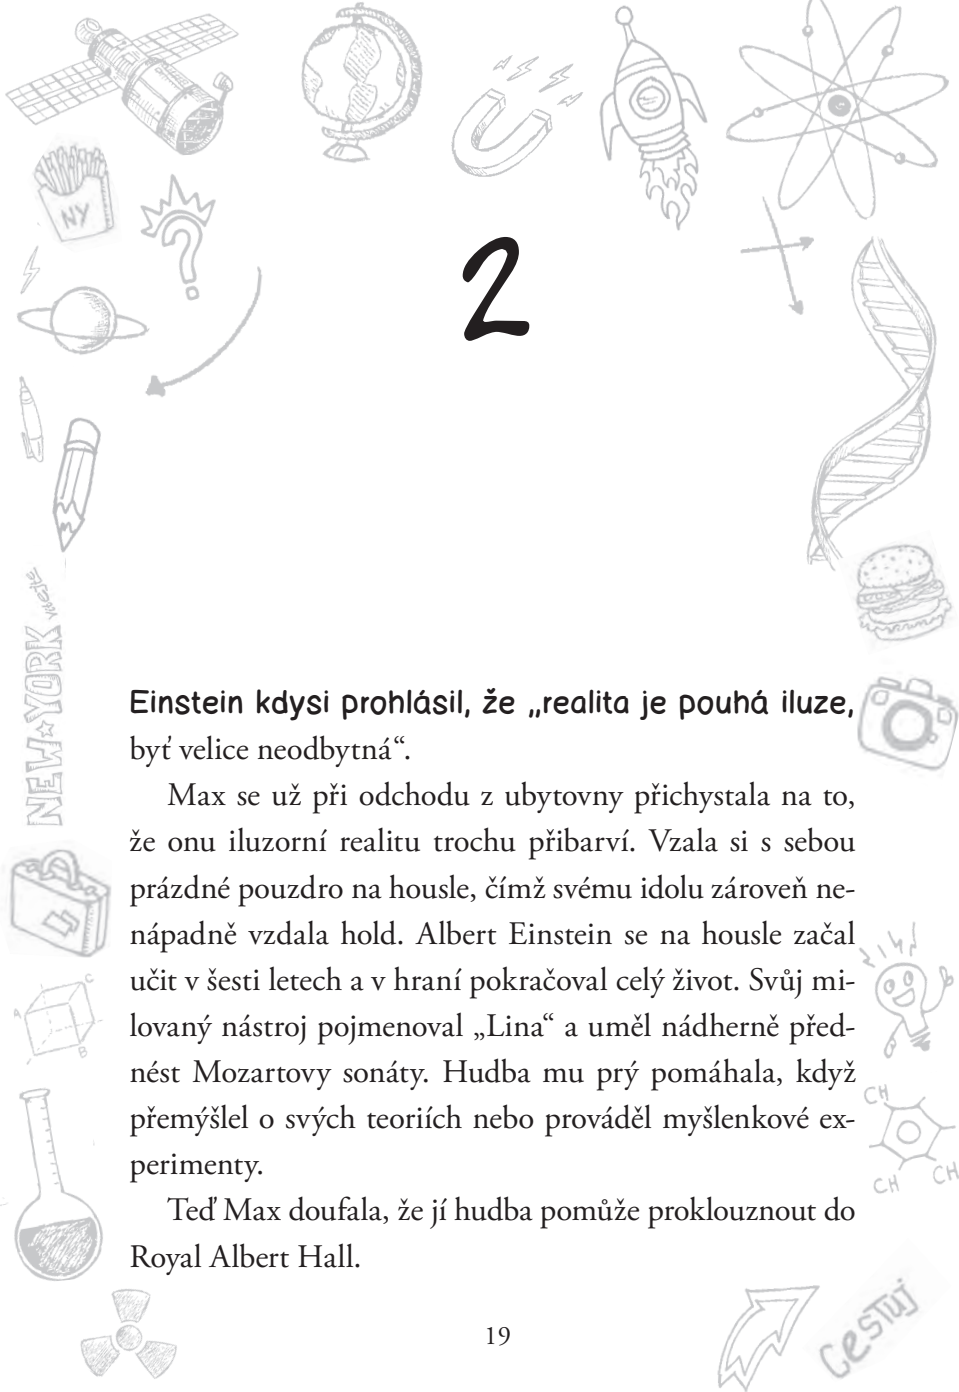 NY
2
NEW YORK
Einstein kdysi prohlásil, že „realita je pouhá iluze,
byť velice neodbytná“.
Max se už při odchodu z ubytovny přichystala na to,
že onu iluzorní realitu trochu přibarví. Vzala si s sebou
prázdné pouzdro na housle, čímž svému idolu zároveň ne-
nápadně vzdala hold. Albert Einstein se na housle začal
učit v šesti letech a v hraní pokračoval celý život. Svůj mi-
lovaný nástroj pojmenoval „Lina“ a uměl nádherně před-
nést Mozartovy sonáty. Hudba mu prý pomáhala, když
přemýšlel o svých teoriích nebo prováděl myšlenkové ex-
perimenty.
Teď Max doufala, že jí hudba pomůže proklouznout do
Royal Albert Hall.
C
A
B
CH
CH
CH
Cestuj
19